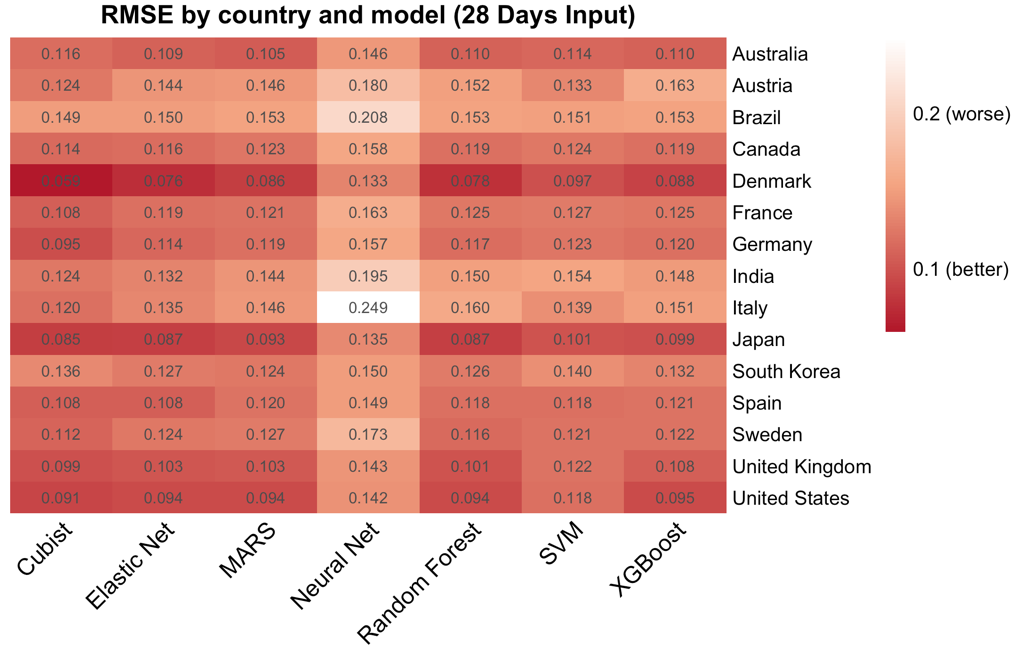 RMSE by country and model (28 Days Input)
0.116 0.109 0.105 0.146 0.110 0.114 0.110 Australia
0.124 0.144 0.146 0.180 0.152 0.133 0.163 Austria
0.149 0.150 0.153 0.208 0.153 0.151 0.153 Brazil
0.114 0.116 0.123 0.158 0.119 0.124 0.119 Canada
0.076 0.086 0.133 0.078 0.097 0.088 Denmark
0.108 0.119 0.121 0.163 0.125 0.127 0.125 France
0.095 0.114 0.119 0.157 0.117 0.123 0.120 Germany
0.124 0.132 0.144 0.195 0.150 0.154 0.148 India
0.120 0.135 0.146 0.249 0.160 0.139 0.151 Italy
0.085 0.087 0.093 0.135 0.087 0.101 0.099 Japan
0.136 0.127 0.124 0.150 0.126 0.140 0.132 South Korea
0.108 0.108 0.120 0.149 0.118 0.118 0.121 Spain
0.112 0.124 0.127 0.173 0.116 0.121 0.122 Sweden
0.099 0.103 0.103 0.143 0.101 0.122 0.108 United Kingdom
0.091 0.094 0.094 0.142 0.094 0.118 0.095 United States
Cubist Elastic Net MARS Neural Net Random Forest SVM XGBoost
0.2 (worse)
0.1 (better)